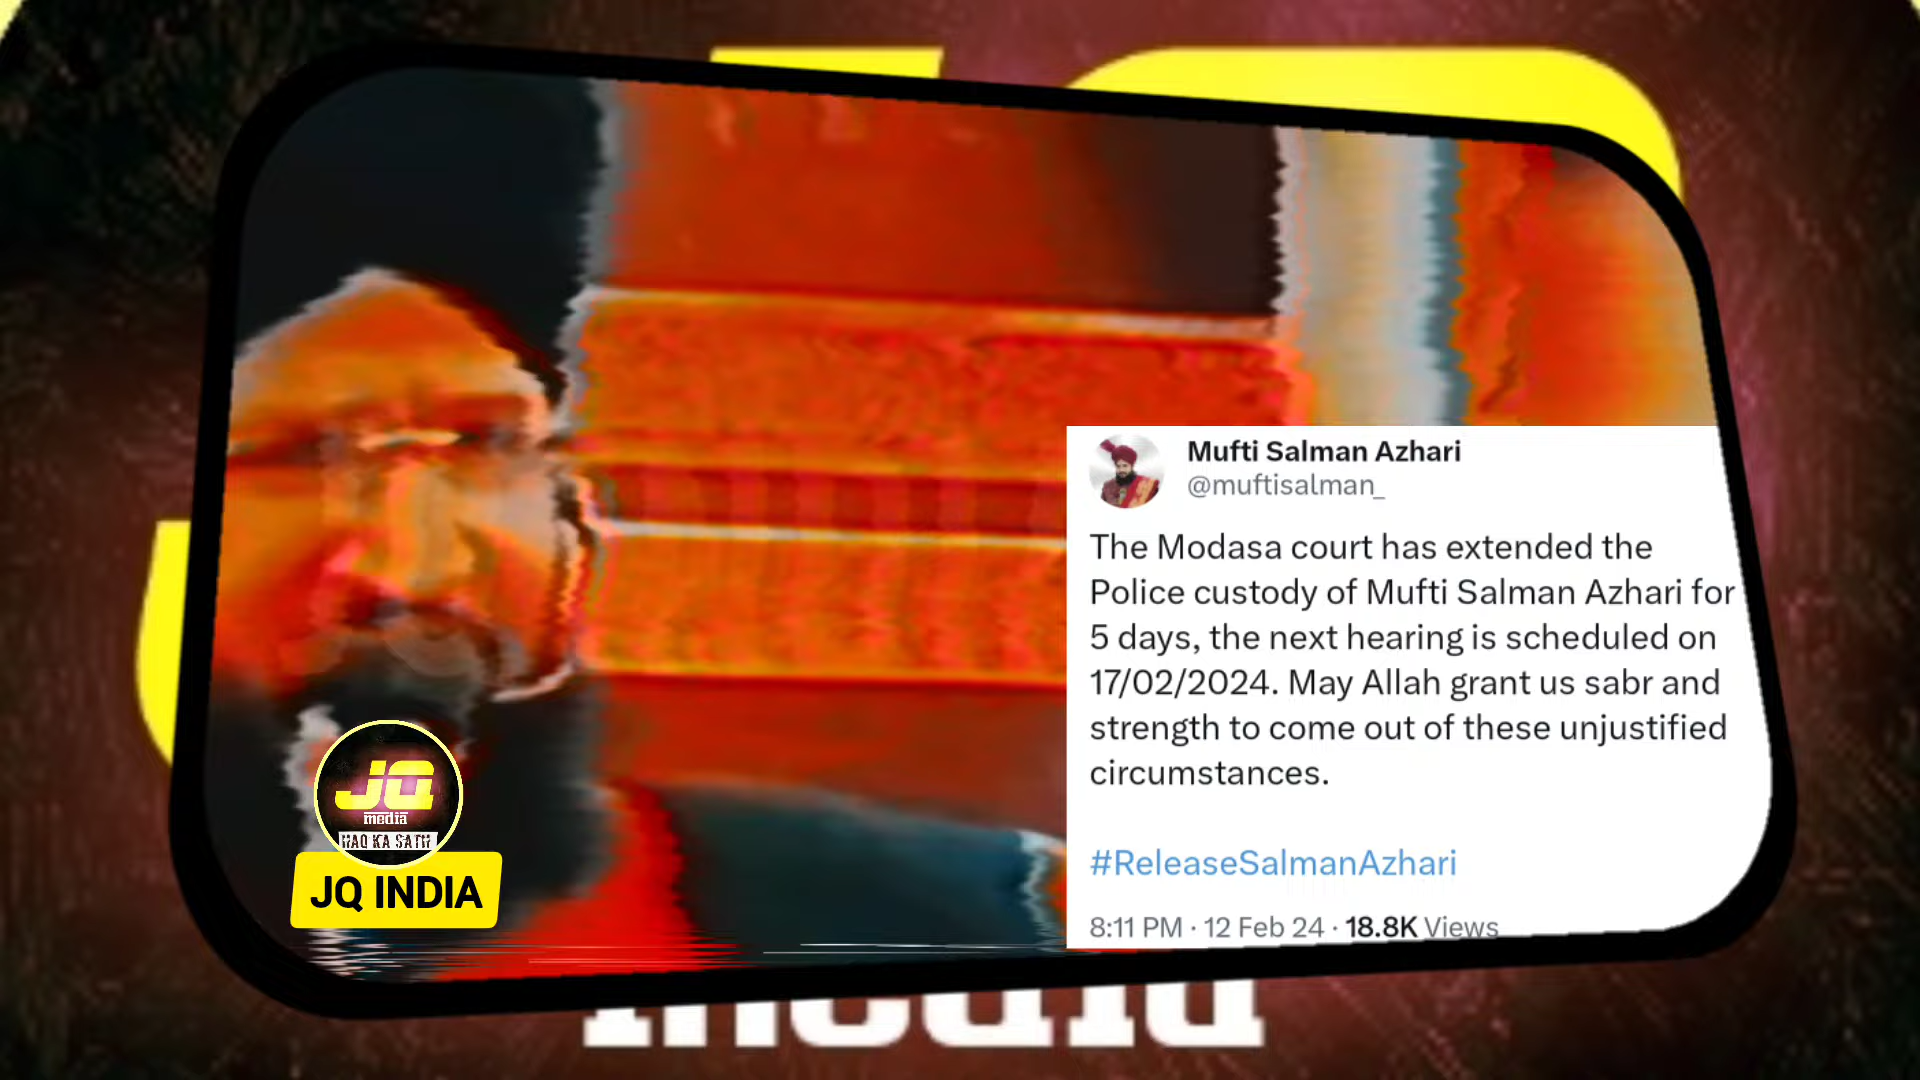 Mufti Salman Azhari
@muftisalman_
The Modasa court has extended the
Police custody of Mufti Salman Azhari for
5 days, the next hearing is scheduled on
17/02/2024. May Allah grant us sabr and
strength to come out of these unjustified
circumstances.
#ReleaseSalmanAzhari
8:11 PM · 12 Feb 24 · 18.8K Views
JQ
media
HAQ KA SATH
JQ INDIA
media